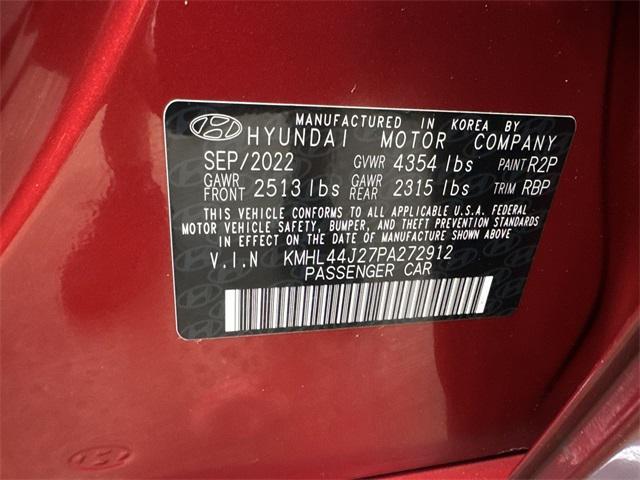 MANUFACTURED IN KOREA BY
HYUNDAI MOTOR COMPANY
SEP/2022 GVWR 4354 lbs PAINT R2P
GAWR FRONT 2513 lbs GAWR REAR 2315 lbs TRIM RBP
THIS VEHICLE CONFORMS TO ALL APPLICABLE U.S.A. FEDERAL
MOTOR VEHICLE SAFETY, BUMPER, AND THEFT PREVENTION STANDARDS
IN EFFECT ON THE DATE OF MANUFACTURE SHOWN ABOVE
V.I.N KMHL44J27PA272912
PASSENGER CAR